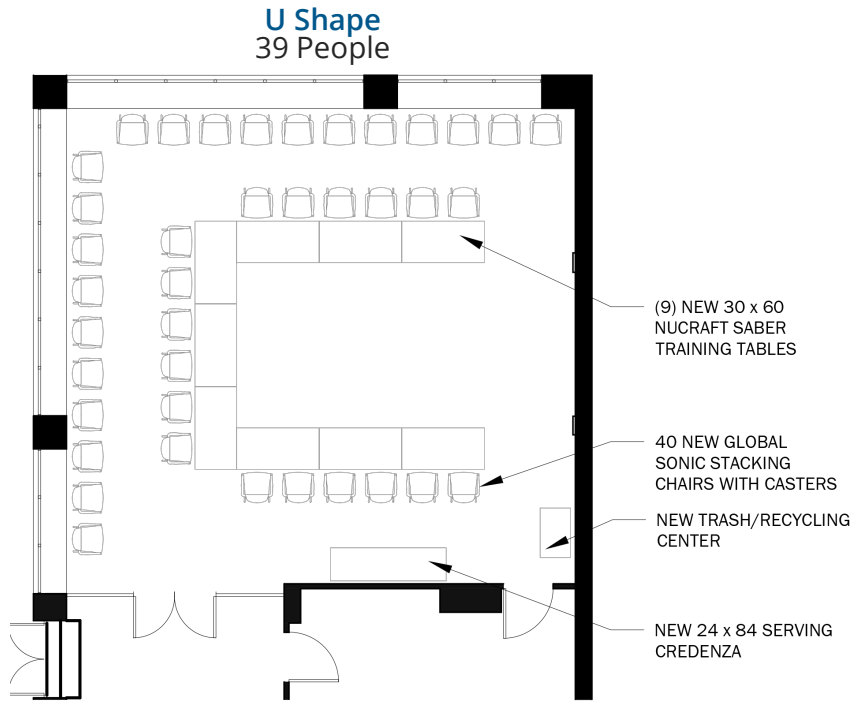 U Shape
39 People
(9) NEW 30 x 60
NUCRAFT SABER
TRAINING TABLES
40 NEW GLOBAL
SONIC STACKING
CHAIRS WITH CASTERS
NEW TRASH/RECYCLING
CENTER
NEW 24 x 84 SERVING
CREDENZA